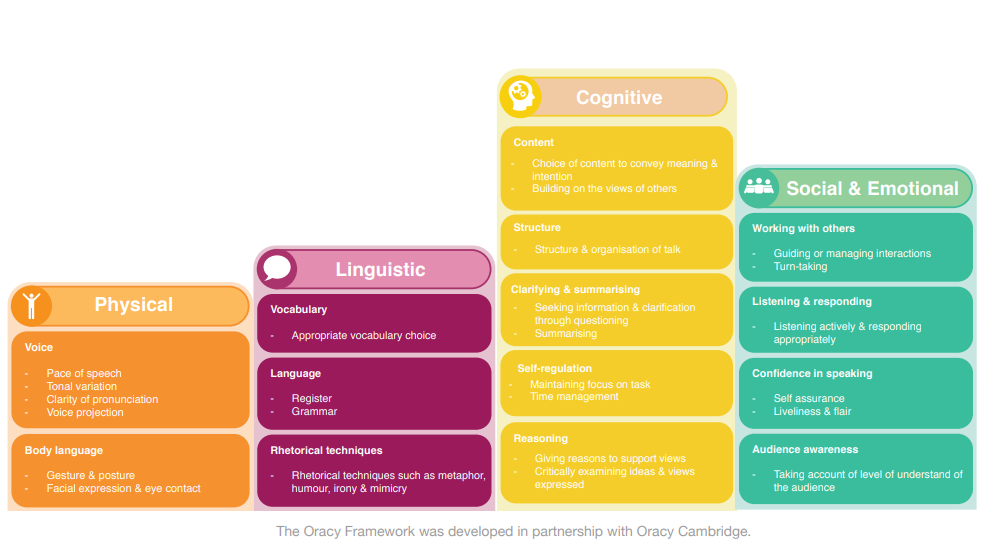 Physical
Voice
- Pace of speech
- Tonal variation
- Clarity of pronunciation
- Voice projection
Body language
- Gesture & posture
- Facial expression & eye contact
Linguistic
Vocabulary
- Appropriate vocabulary choice
Language
- Register
- Grammar
Rhetorical techniques
- Rhetorical techniques such as metaphor,
humour, irony & mimicry
Cognitive
Content
- Choice of content to convey meaning &
intention
- Building on the views of others
Structure
- Structure & organisation of talk
Clarifying & summarising
- Seeking information & clarification
through questioning
- Summarising
Self-regulation
- Maintaining focus on task
- Time management
Reasoning
- Giving reasons to support views
- Critically examining ideas & views
expressed
Social & Emotional
Working with others
- Guiding or managing interactions
- Turn-taking
Listening & responding
- Listening actively & responding
appropriately
Confidence in speaking
- Self assurance
- Liveliness & flair
Audience awareness
- Taking account of level of understand of
the audience
The Oracy Framework was developed in partnership with Oracy Cambridge.